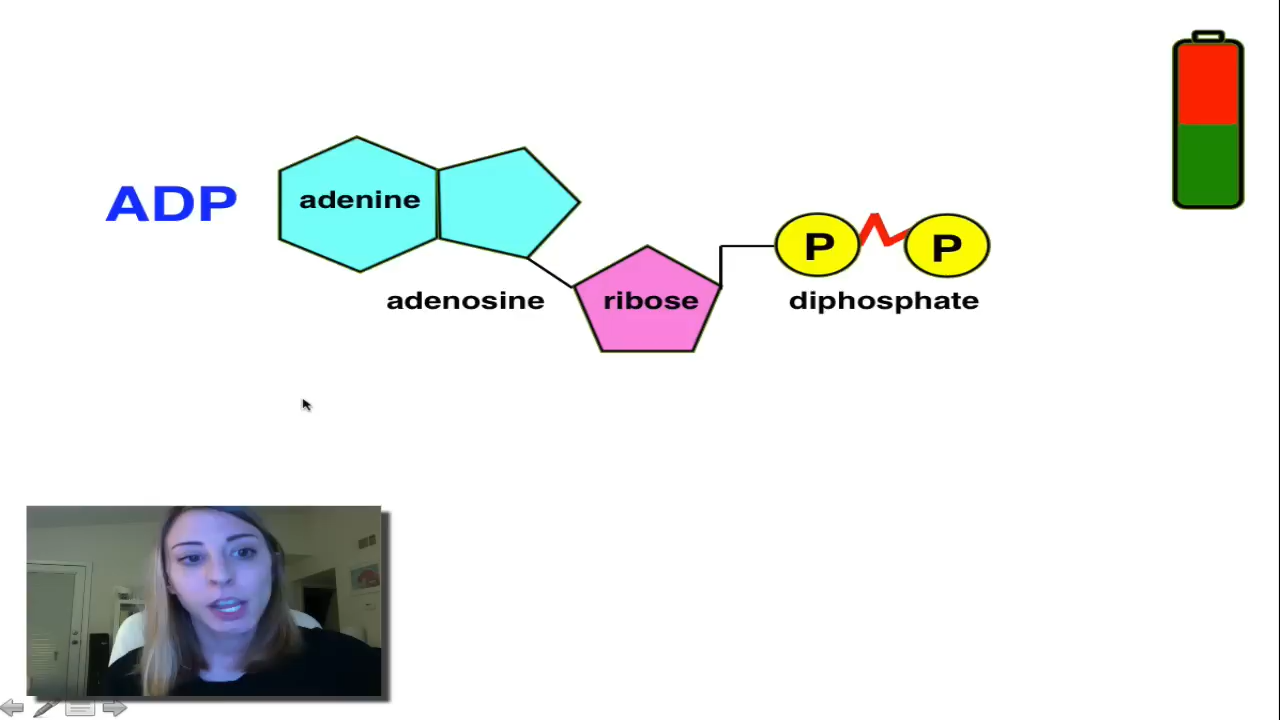 ADP
adenine
P
P
adenosine
ribose
diphosphate